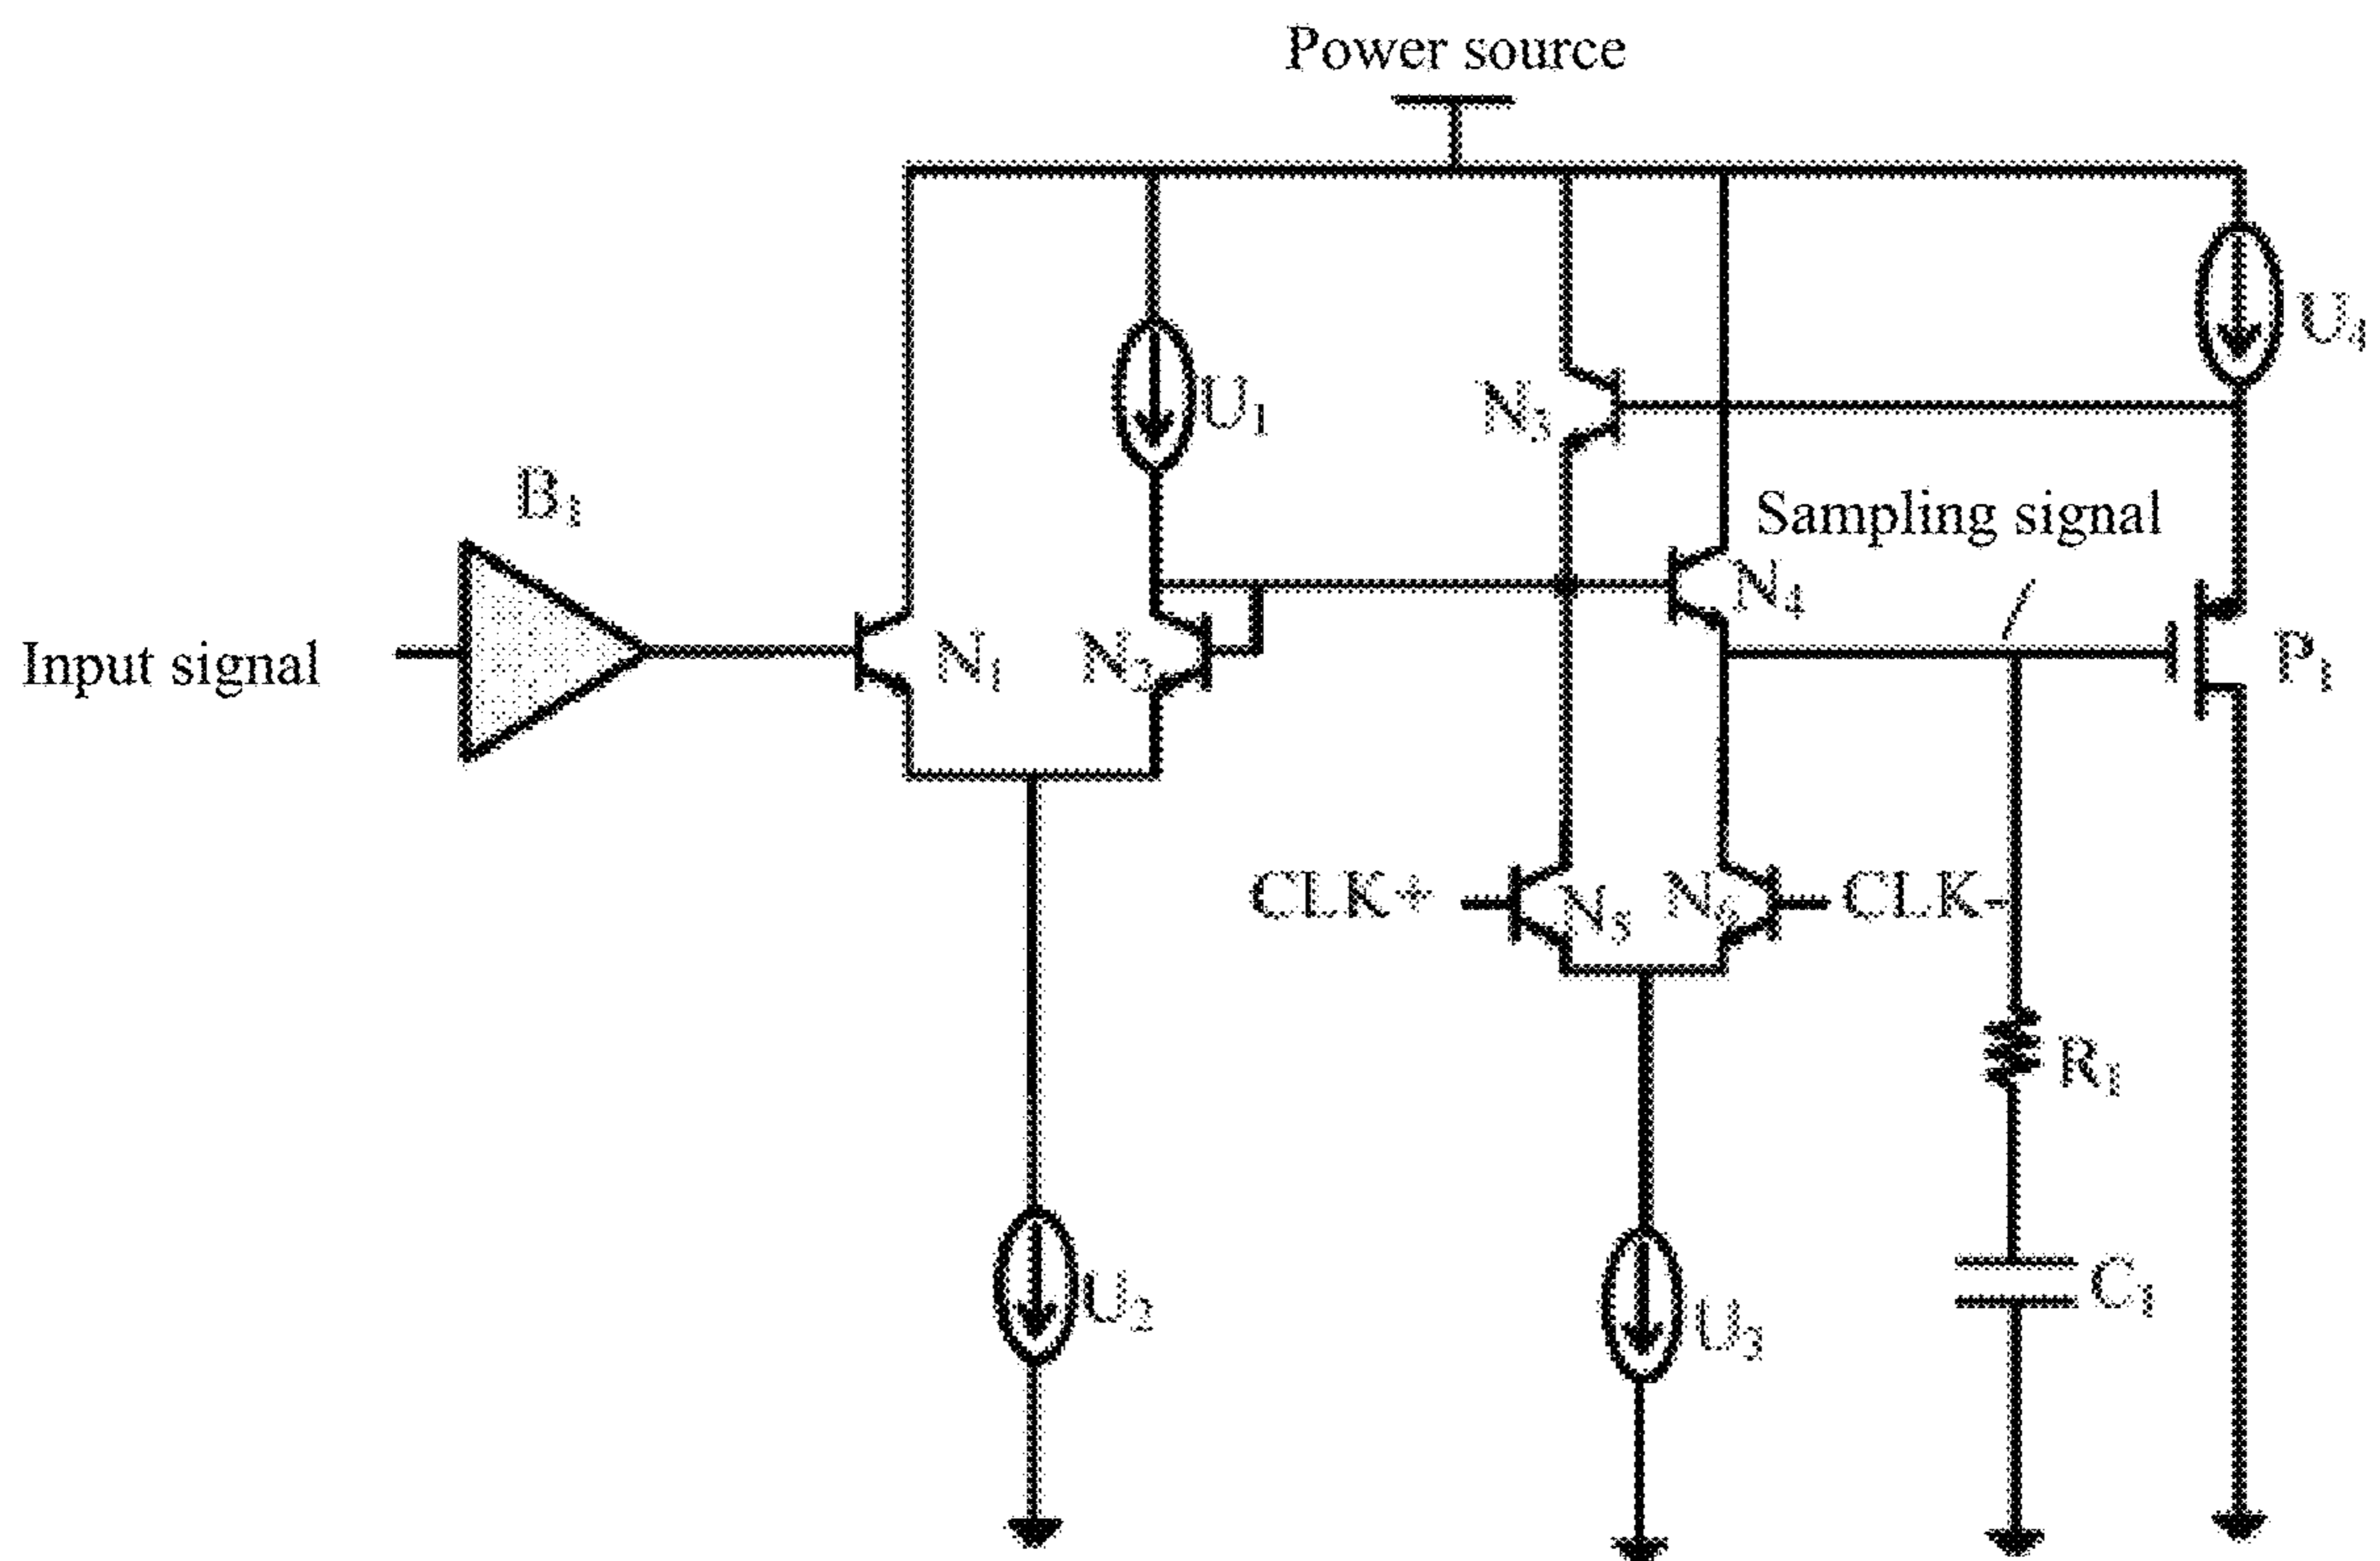 Power source
U₄
N₃
U₁
B₁
Sampling signal
N₄
Input signal
N₁
N₂
P₁
CLK+
N₅
N₆
CLK-
R₁
C₁
U₂
U₃